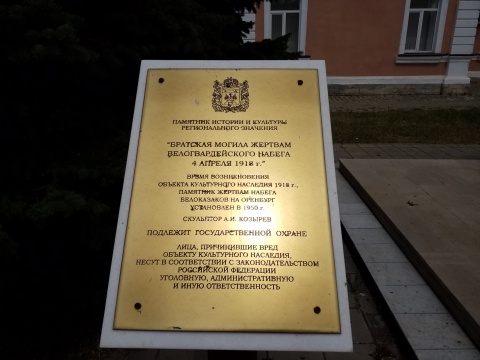 ПАМЯТНИК ИСТОРИИ И КУЛЬТУРЫ
РЕГИОНАЛЬНОГО ЗНАЧЕНИЯ
"БРАТСКАЯ МОГИЛА ЖЕРТВАМ
БЕЛОГВАРДЕЙСКОГО НАБЕГА
4 АПРЕЛЯ 1918 г."
ВРЕМЯ ВОЗНИКНОВЕНИЯ
ОБЪЕКТА КУЛЬТУРНОГО НАСЛЕДИЯ 1918 г.,
ПАМЯТНИК ЖЕРТВАМ НАБЕГА
БЕЛОКАЗАКОВ НА ОРЕНБУРГ
УСТАНОВЛЕН В 1950 г.
СКУЛЬПТОР А.И. КОЗЫРЕВ
ПОДЛЕЖИТ ГОСУДАРСТВЕННОЙ ОХРАНЕ
ЛИЦА, ПРИЧИНИВШИЕ ВРЕД
ОБЪЕКТУ КУЛЬТУРНОГО НАСЛЕДИЯ,
НЕСУТ В СООТВЕТСТВИИ С ЗАКОНОДАТЕЛЬСТВОМ
РОССИЙСКОЙ ФЕДЕРАЦИИ
УГОЛОВНУЮ, АДМИНИСТРАТИВНУЮ
И ИНУЮ ОТВЕТСТВЕННОСТЬ